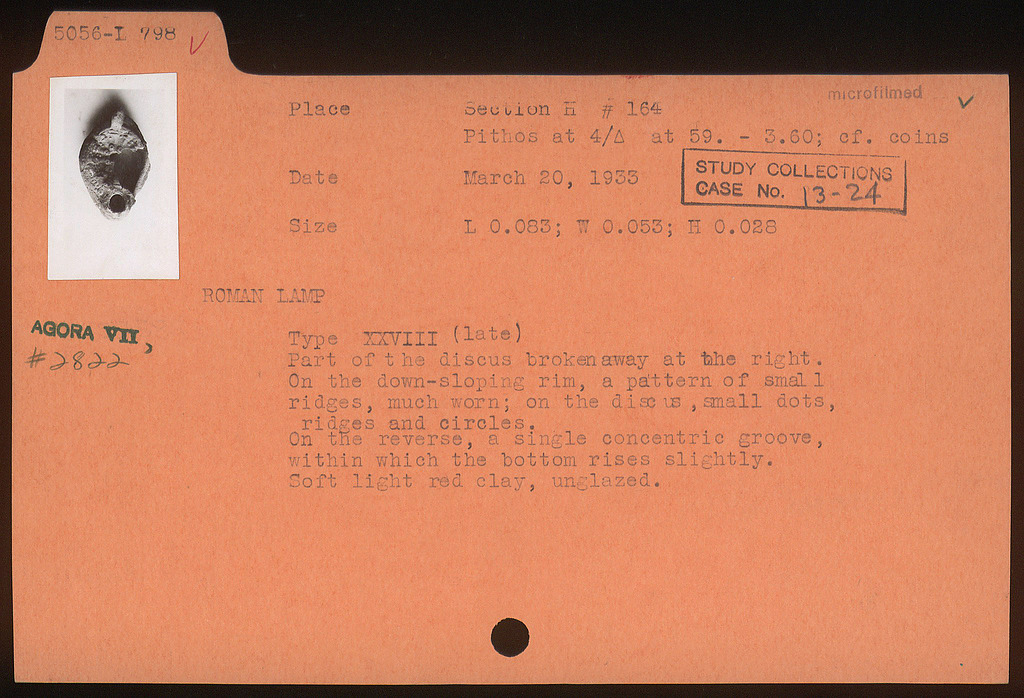 5056-L 798
microfilmed
Place Section H # 164
Pithos at 4/Δ at 59. - 3.60; cf. coins
Date March 20, 1933
STUDY COLLECTIONS
CASE No. 13-24
Size L 0.083; W 0.053; H 0.028
ROMAN LAMP
AGORA VII,
#2822
Type XXVIII (late)
Part of the discus broken away at the right.
On the down-sloping rim, a pattern of small
ridges, much worn; on the discus, small dots,
ridges and circles.
On the reverse, a single concentric groove,
within which the bottom rises slightly.
Soft light red clay, unglazed.